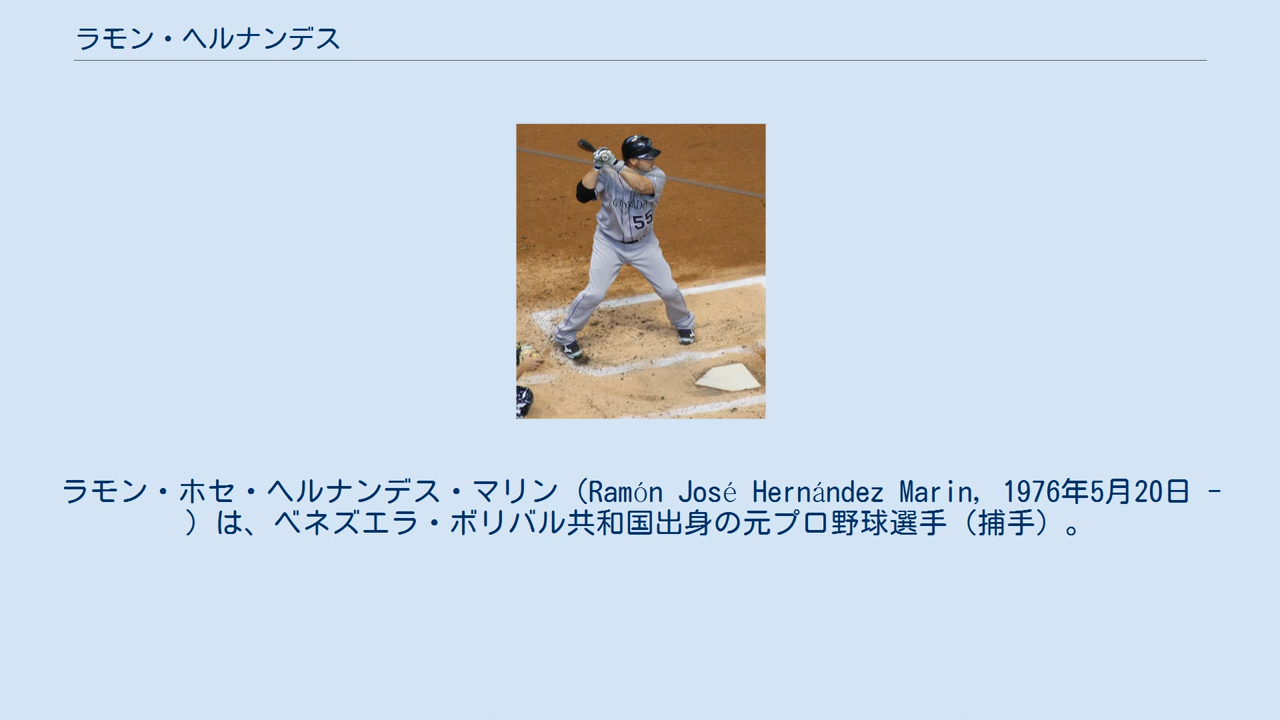 ラモン・ヘルナンデス
55
ラモン・ホセ・ヘルナンデス・マリン（Ramón José Hernández Marin, 1976年5月20日 -
）は、ベネズエラ・ボリバル共和国出身の元プロ野球選手（捕手）。